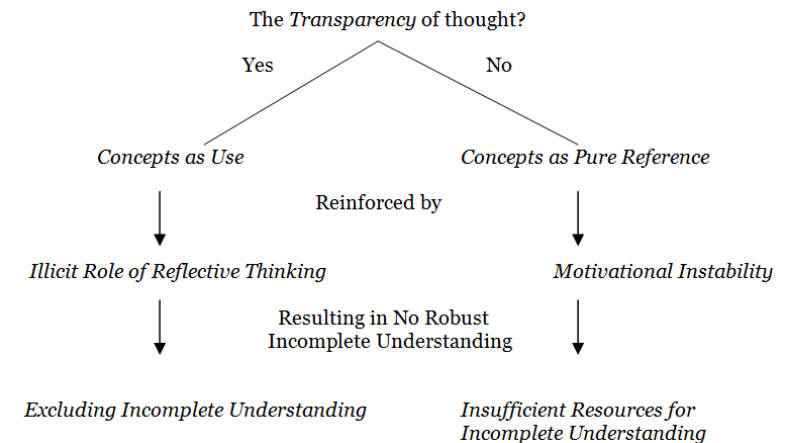 The Transparency of thought?
Yes
No
Concepts as Use
Concepts as Pure Reference
Reinforced by
Illicit Role of Reflective Thinking
Motivational Instability
Resulting in No Robust
Incomplete Understanding
Excluding Incomplete Understanding
Insufficient Resources for
Incomplete Understanding